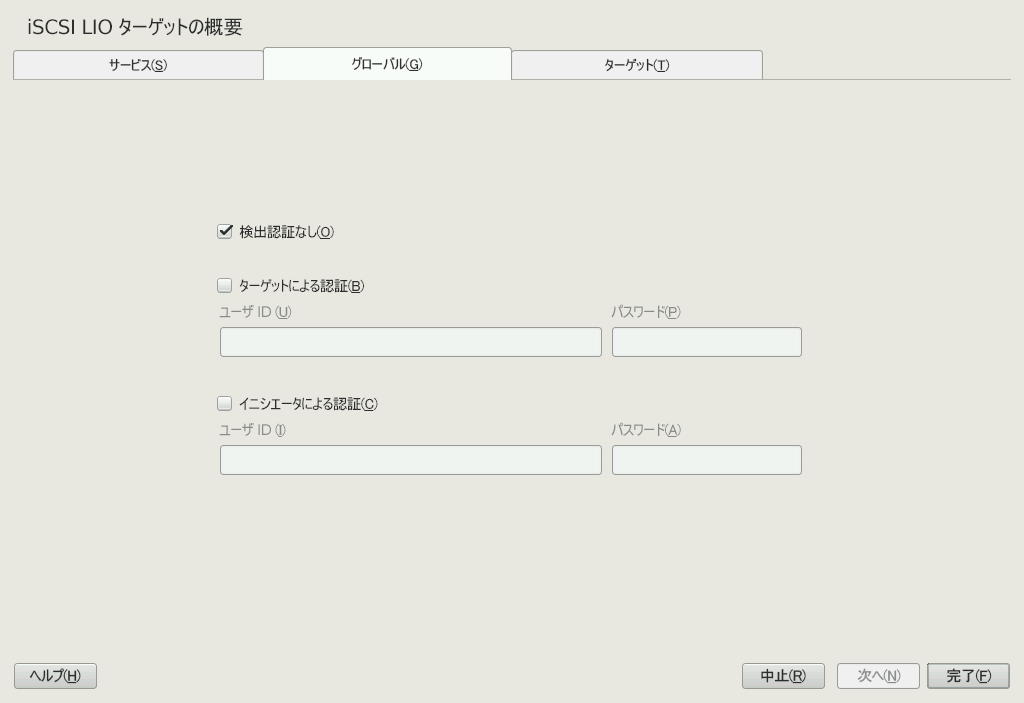 iSCSI LIO ターゲットの概要
サービス(S) グローバル(G) ターゲット(T)
検出認証なし(O)
ターゲットによる認証(B)
ユーザ ID (U) パスワード(P)
イニシエータによる認証(C)
ユーザ ID (I) パスワード(A)
ヘルプ(H) 中止(R) 次へ(N) 完了(F)